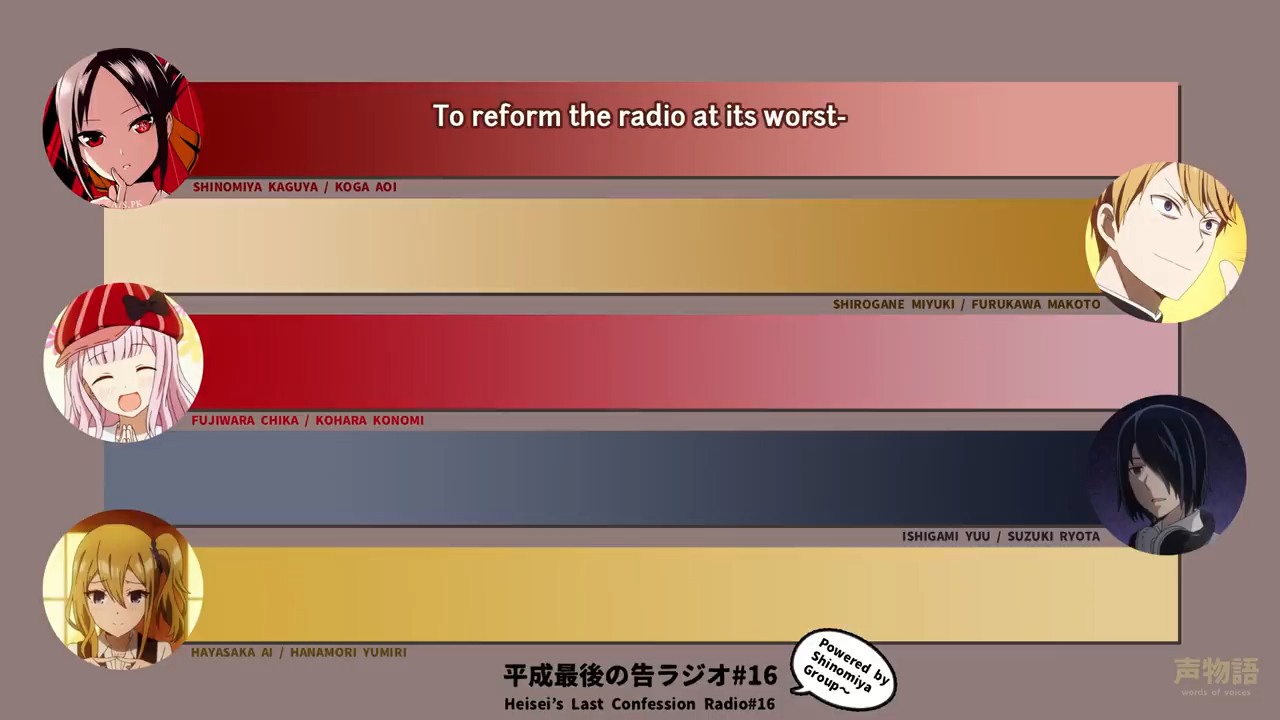 To reform the radio at its worst-
SHINOMIYA KAGUYA / KOGA AOI
SHIROGANE MIYUKI / FURUKAWA MAKOTO
FUJIWARA CHIKA / KOHARA KONOMI
ISHIGAMI YUU / SUZUKI RYOTA
HAYASAKA AI / HANAMORI YUMIRI
平成最後の告ラジオ#16
Heisei's Last Confession Radio#16
Powered by
Shinomiya
Group～
声物語
words of voices